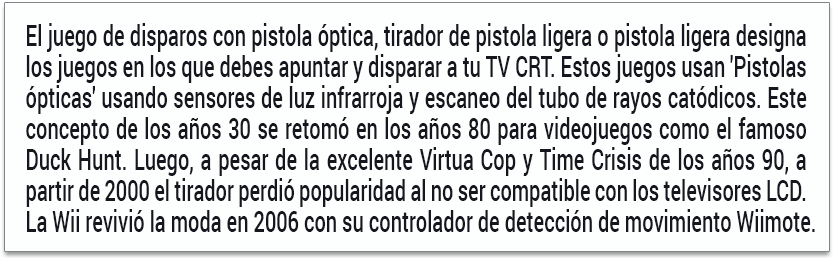 El juego de disparos con pistola óptica, tirador de pistola ligera o pistola ligera designa
los juegos en los que debes apuntar y disparar a tu TV CRT. Estos juegos usan 'Pistolas
ópticas' usando sensores de luz infrarroja y escaneo del tubo de rayos catódicos. Este
concepto de los años 30 se retomó en los años 80 para videojuegos como el famoso
Duck Hunt. Luego, a pesar de la excelente Virtua Cop y Time Crisis de los años 90, a
partir de 2000 el tirador perdió popularidad al no ser compatible con los televisores LCD.
La Wii revivió la moda en 2006 con su controlador de detección de movimiento Wiimote.